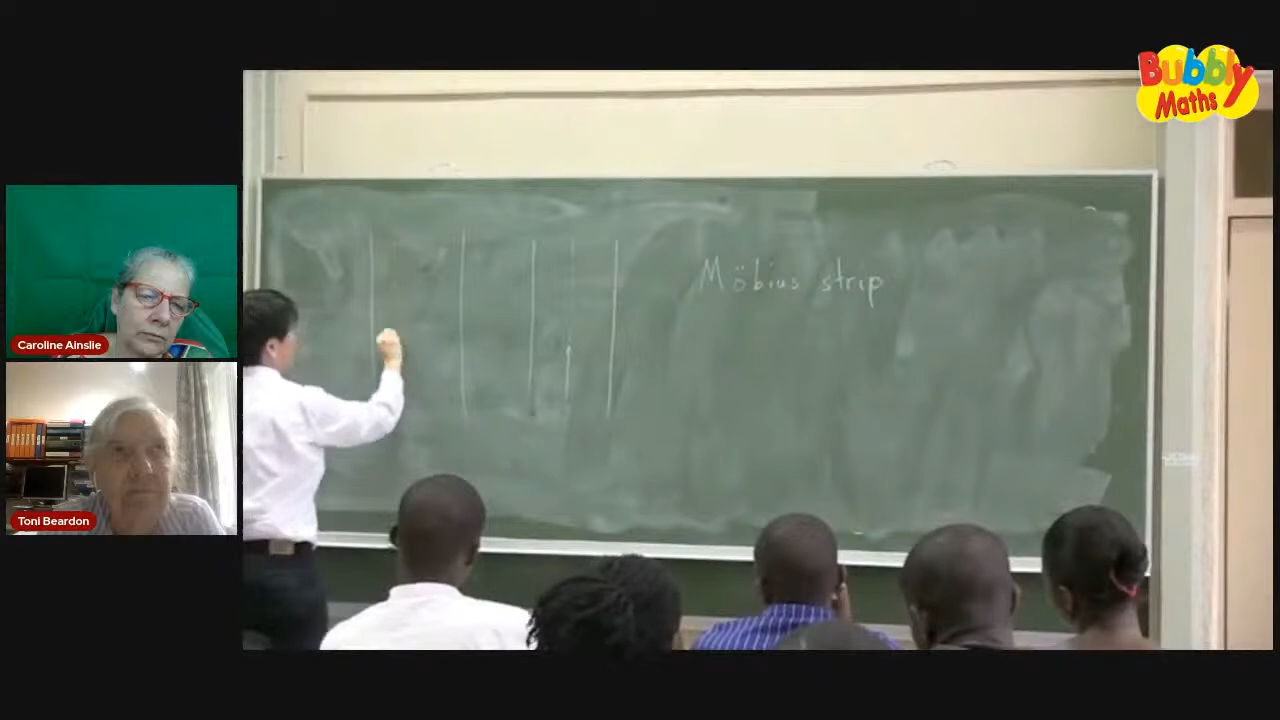 Bubbly
Maths
Möbius strip
Caroline Ainslie
Toni Beardon